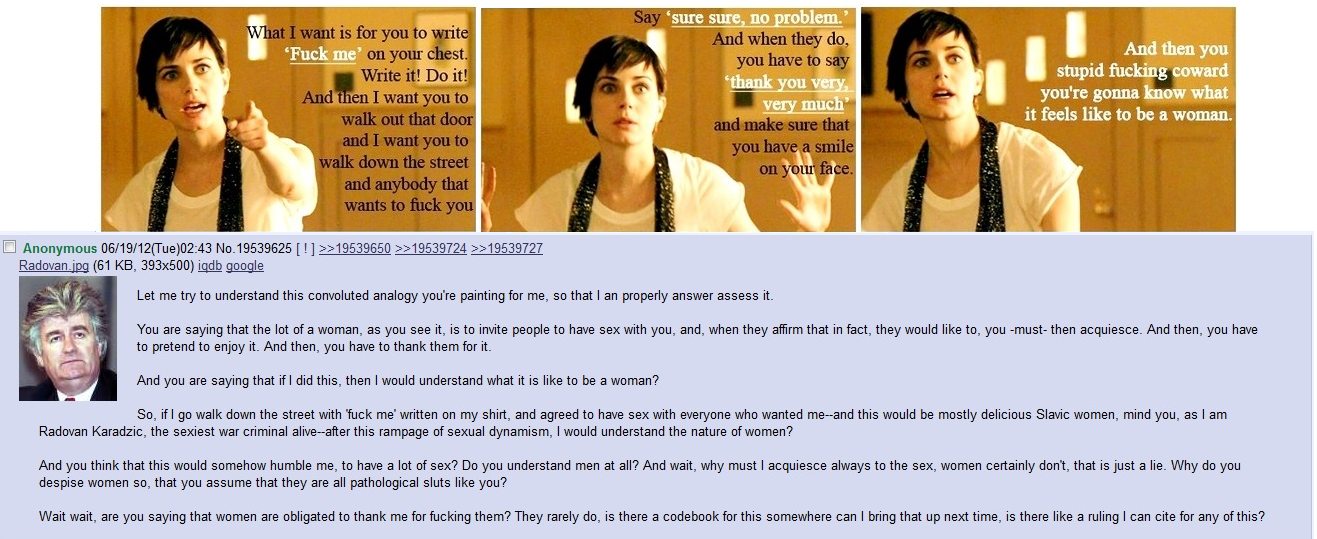 What I want is for you to write
‘Fuck me’ on your chest.
Write it! Do it!
And then I want you to
walk out that door
and I want you to
walk down the street
and anybody that
wants to fuck you
Say ‘sure sure, no problem.’
And when they do,
you have to say
‘thank you very,
very much’
and make sure that
you have a smile
on your face.
And then you
stupid fucking coward
you're gonna know what
it feels like to be a woman.
Anonymous 06/19/12(Tue)02:43 No.19539625 [ ! ] >>19539650 >>19539724 >>19539727
Radovan.jpg (61 KB, 393x500) iqdb google
Let me try to understand this convoluted analogy you're painting for me, so that I an properly answer assess it.
You are saying that the lot of a woman, as you see it, is to invite people to have sex with you, and, when they affirm that in fact, they would like to, you -must- then acquiesce. And then, you have
to pretend to enjoy it. And then, you have to thank them for it.
And you are saying that if I did this, then I would understand what it is like to be a woman?
So, if I go walk down the street with 'fuck me' written on my shirt, and agreed to have sex with everyone who wanted me--and this would be mostly delicious Slavic women, mind you, as I am
Radovan Karadzic, the sexiest war criminal alive--after this rampage of sexual dynamism, I would understand the nature of women?
And you think that this would somehow humble me, to have a lot of sex? Do you understand men at all? And wait, why must I acquiesce always to the sex, women certainly don't, that is just a lie. Why do you
despise women so, that you assume that they are all pathological sluts like you?
Wait wait, are you saying that women are obligated to thank me for fucking them? They rarely do, is there a codebook for this somewhere can I bring that up next time, is there like a ruling I can cite for any of this?